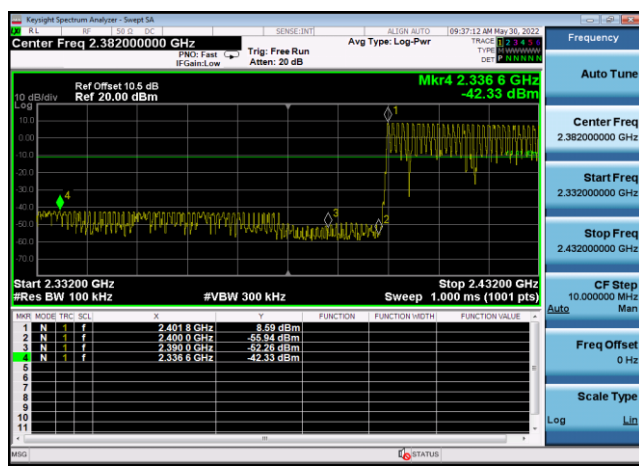 Keysight Spectrum Analyzer - Swept SA
RL RF 50 Ω DC SENSE:INT ALIGN AUTO 09:37:12 AM May 30, 2022
Center Freq 2.382000000 GHz
PNO: Fast
IFGain:Low
Trig: Free Run
Atten: 20 dB
Avg Type: Log-Pwr
TRACE 1 2 3 4 5 6
TYPE M WWWWW
DET P N N N N N
Ref Offset 10.5 dB
Ref 20.00 dBm
Mkr4 2.336 6 GHz
-42.33 dBm
10 dB/div
Log
10.0
0.00
-10.0
-20.0
-30.0
-40.0
-50.0
-60.0
-70.0
1
2
3
4
Start 2.33200 GHz
#Res BW 100 kHz
#VBW 300 kHz
Stop 2.43200 GHz
Sweep 1.000 ms (1001 pts)
MKR MODE TRC SCL X Y FUNCTION FUNCTION WIDTH FUNCTION VALUE
1 N 1 f 2.401 8 GHz 8.59 dBm
2 N 1 f 2.400 0 GHz -55.94 dBm
3 N 1 f 2.390 0 GHz -52.26 dBm
4 N 1 f 2.336 6 GHz -42.33 dBm
5
6
7
8
9
10
11
MSG
STATUS
Frequency
Auto Tune
Center Freq
2.382000000 GHz
Start Freq
2.332000000 GHz
Stop Freq
2.432000000 GHz
CF Step
10.000000 MHz
Auto Man
Freq Offset
0 Hz
Scale Type
Log Lin